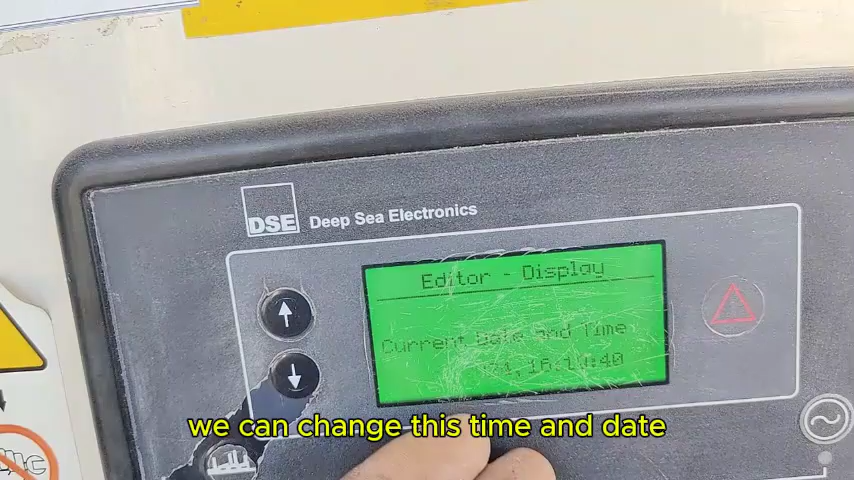 DSE Deep Sea Electronics
Editor - Display
Current Date and Time
we can change this time and date